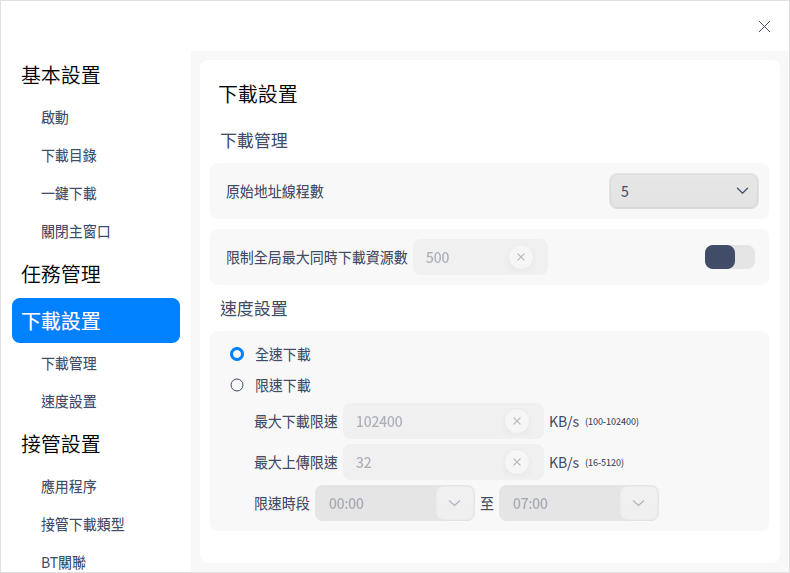 基本設置
啟動
下載目錄
一鍵下載
關閉主窗口
任務管理
下載設置
下載管理
速度設置
接管設置
應用程序
接管下載類型
BT關聯
下載設置
下載管理
原始地址線程數 5
限制全局最大同時下載資源數 500
速度設置
全速下載
限速下載
最大下載限速 102400 KB/s (100-102400)
最大上傳限速 32 KB/s (16-5120)
限速時段 00:00 至 07:00